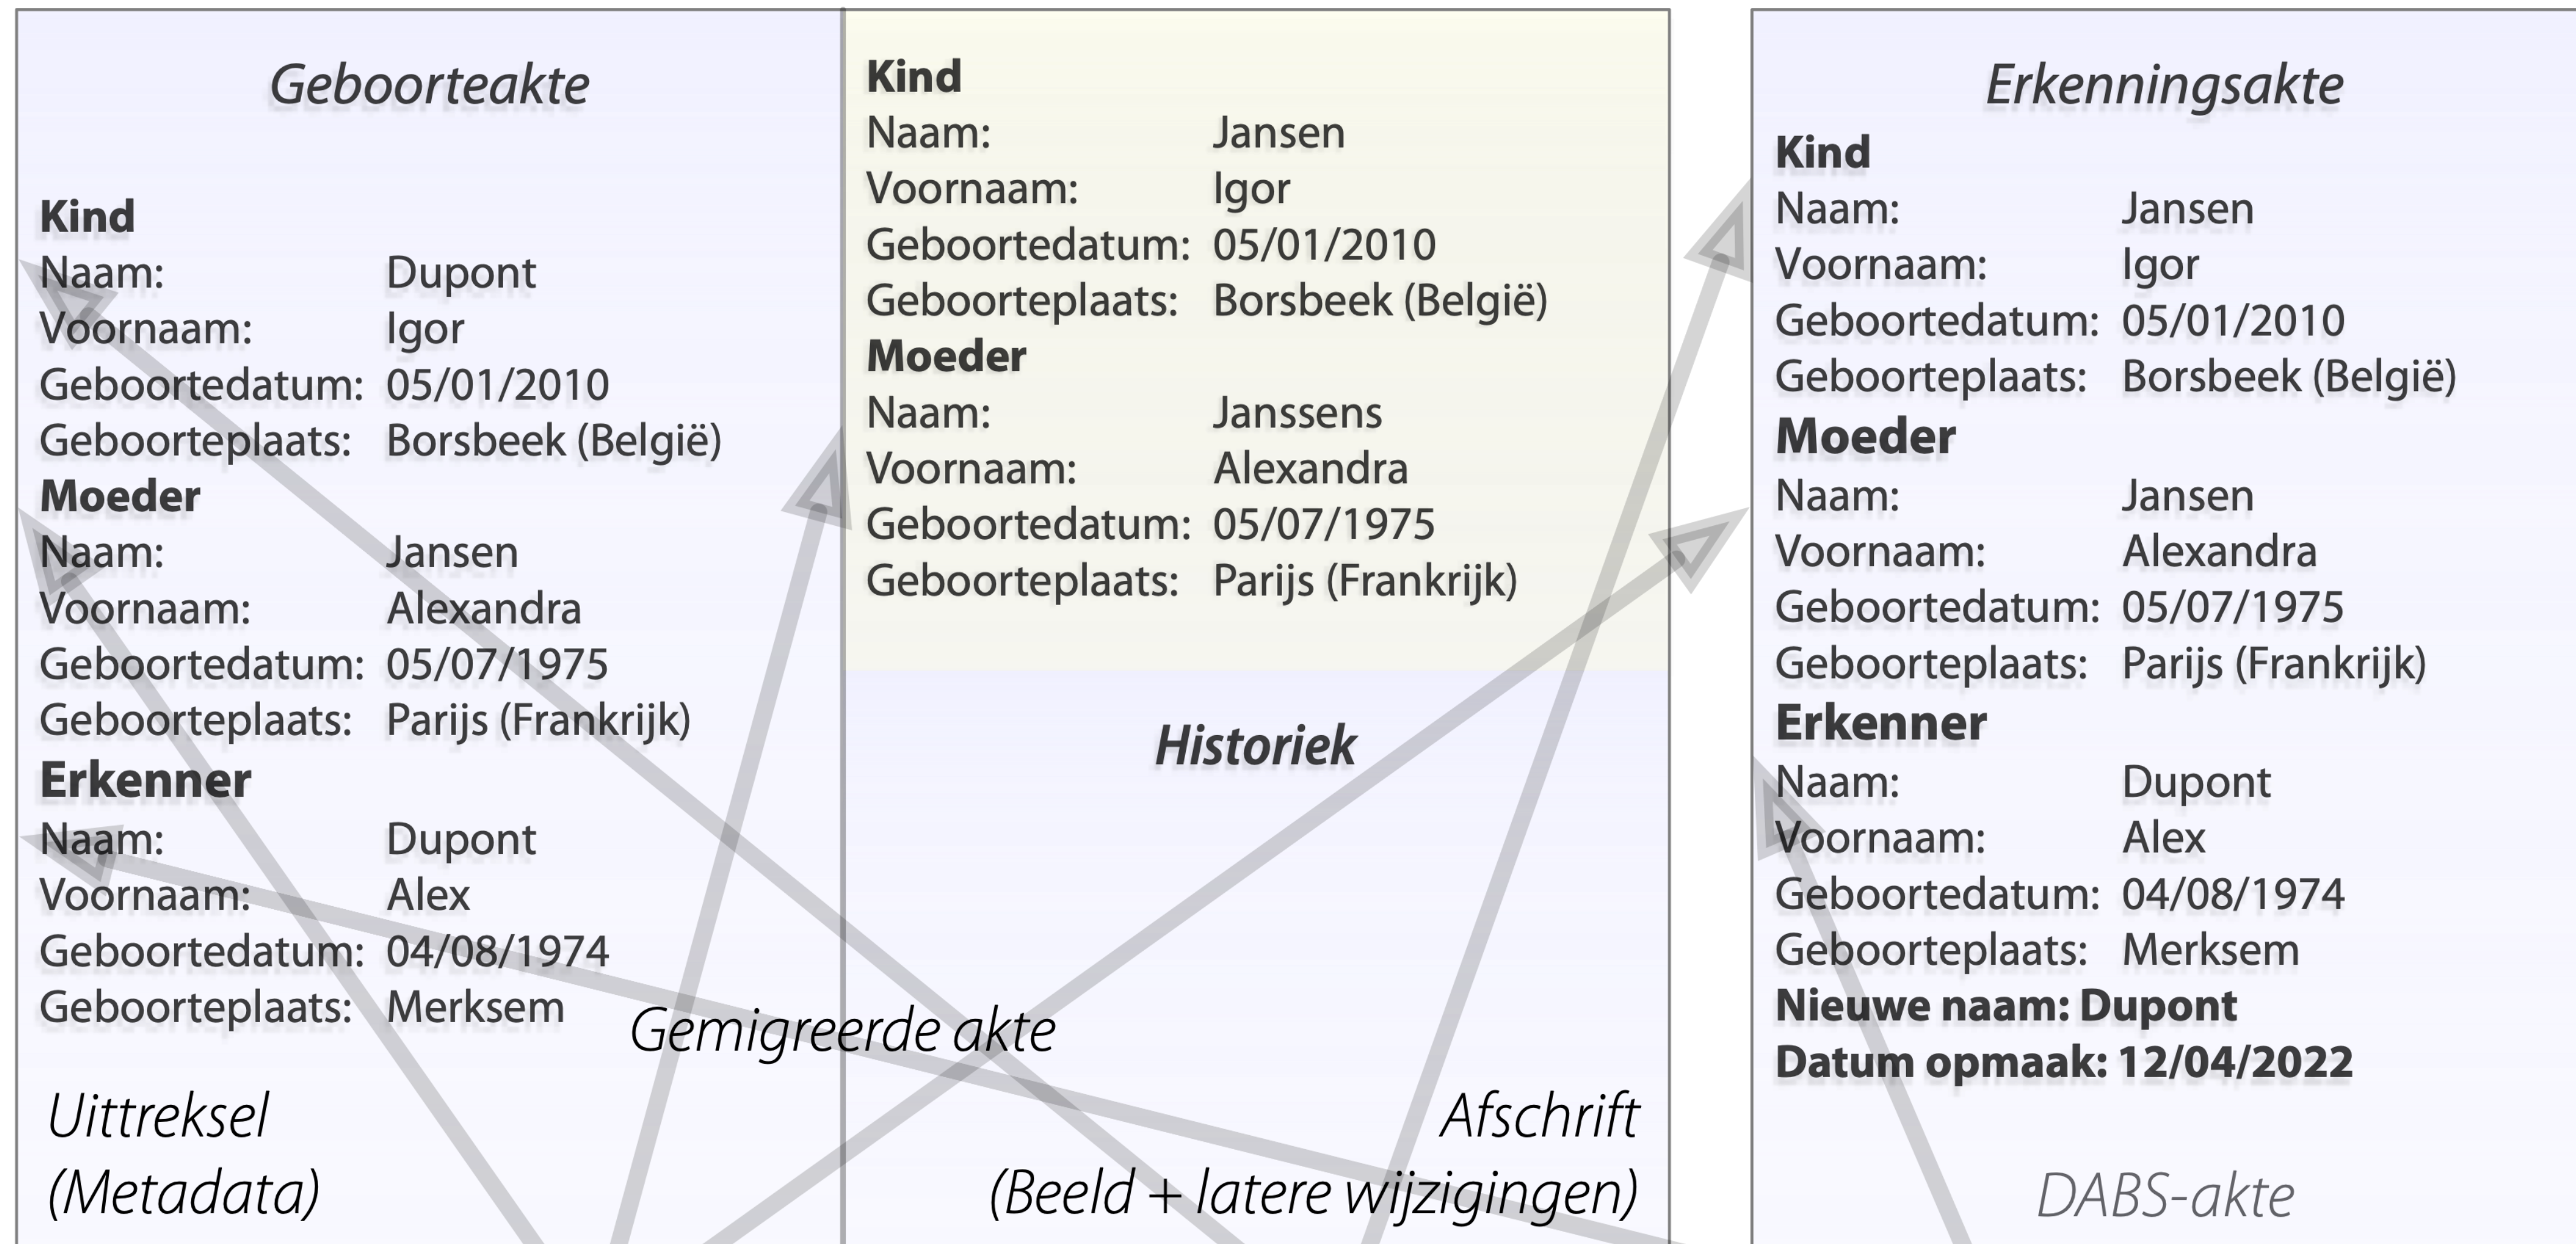 Geboorteakte
Kind
Naam: Dupont
Voornaam: Igor
Geboortedatum: 05/01/2010
Geboorteplaats: Borsbeek (België)
Moeder
Naam: Jansen
Voornaam: Alexandra
Geboortedatum: 05/07/1975
Geboorteplaats: Parijs (Frankrijk)
Erkenner
Naam: Dupont
Voornaam: Alex
Geboortedatum: 04/08/1974
Geboorteplaats: Merksem
Uittreksel
(Metadata)
Gemigreerde akte
Kind
Naam: Jansen
Voornaam: Igor
Geboortedatum: 05/01/2010
Geboorteplaats: Borsbeek (België)
Moeder
Naam: Janssens
Voornaam: Alexandra
Geboortedatum: 05/07/1975
Geboorteplaats: Parijs (Frankrijk)
Historiek
Afschrift
(Beeld + latere wijzigingen)
Erkenningsakte
Kind
Naam: Jansen
Voornaam: Igor
Geboortedatum: 05/01/2010
Geboorteplaats: Borsbeek (België)
Moeder
Naam: Jansen
Voornaam: Alexandra
Geboortedatum: 05/07/1975
Geboorteplaats: Parijs (Frankrijk)
Erkenner
Naam: Dupont
Voornaam: Alex
Geboortedatum: 04/08/1974
Geboorteplaats: Merksem
Nieuwe naam: Dupont
Datum opmaak: 12/04/2022
DABS-akte